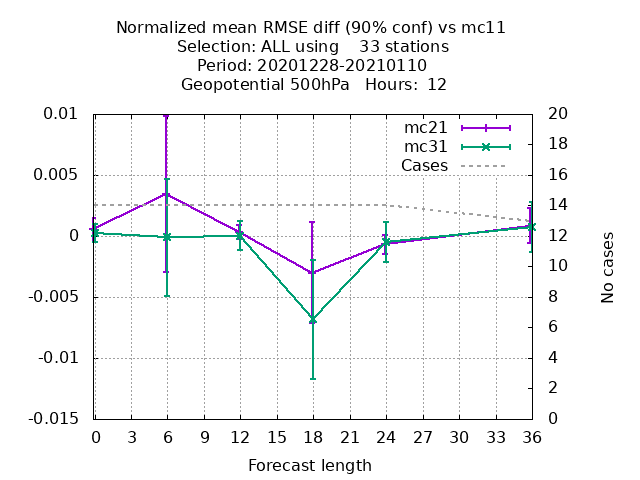 Normalized mean RMSE diff (90% conf) vs mc11
Selection: ALL using    33 stations
Period: 20201228-20210110
Geopotential 500hPa   Hours:  12
0.01
0.005
0
-0.005
-0.01
-0.015
20
18
16
14
12
10
8
6
4
2
0
mc21
mc31
Cases
No cases
0 3 6 9 12 15 18 21 24 27 30 33 36
Forecast length